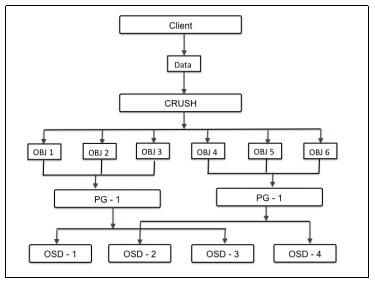 Client
Data
CRUSH
OBJ 1 OBJ 2 OBJ 3 OBJ 4 OBJ 5 OBJ 6
PG - 1 PG - 1
OSD - 1 OSD - 2 OSD - 3 OSD - 4